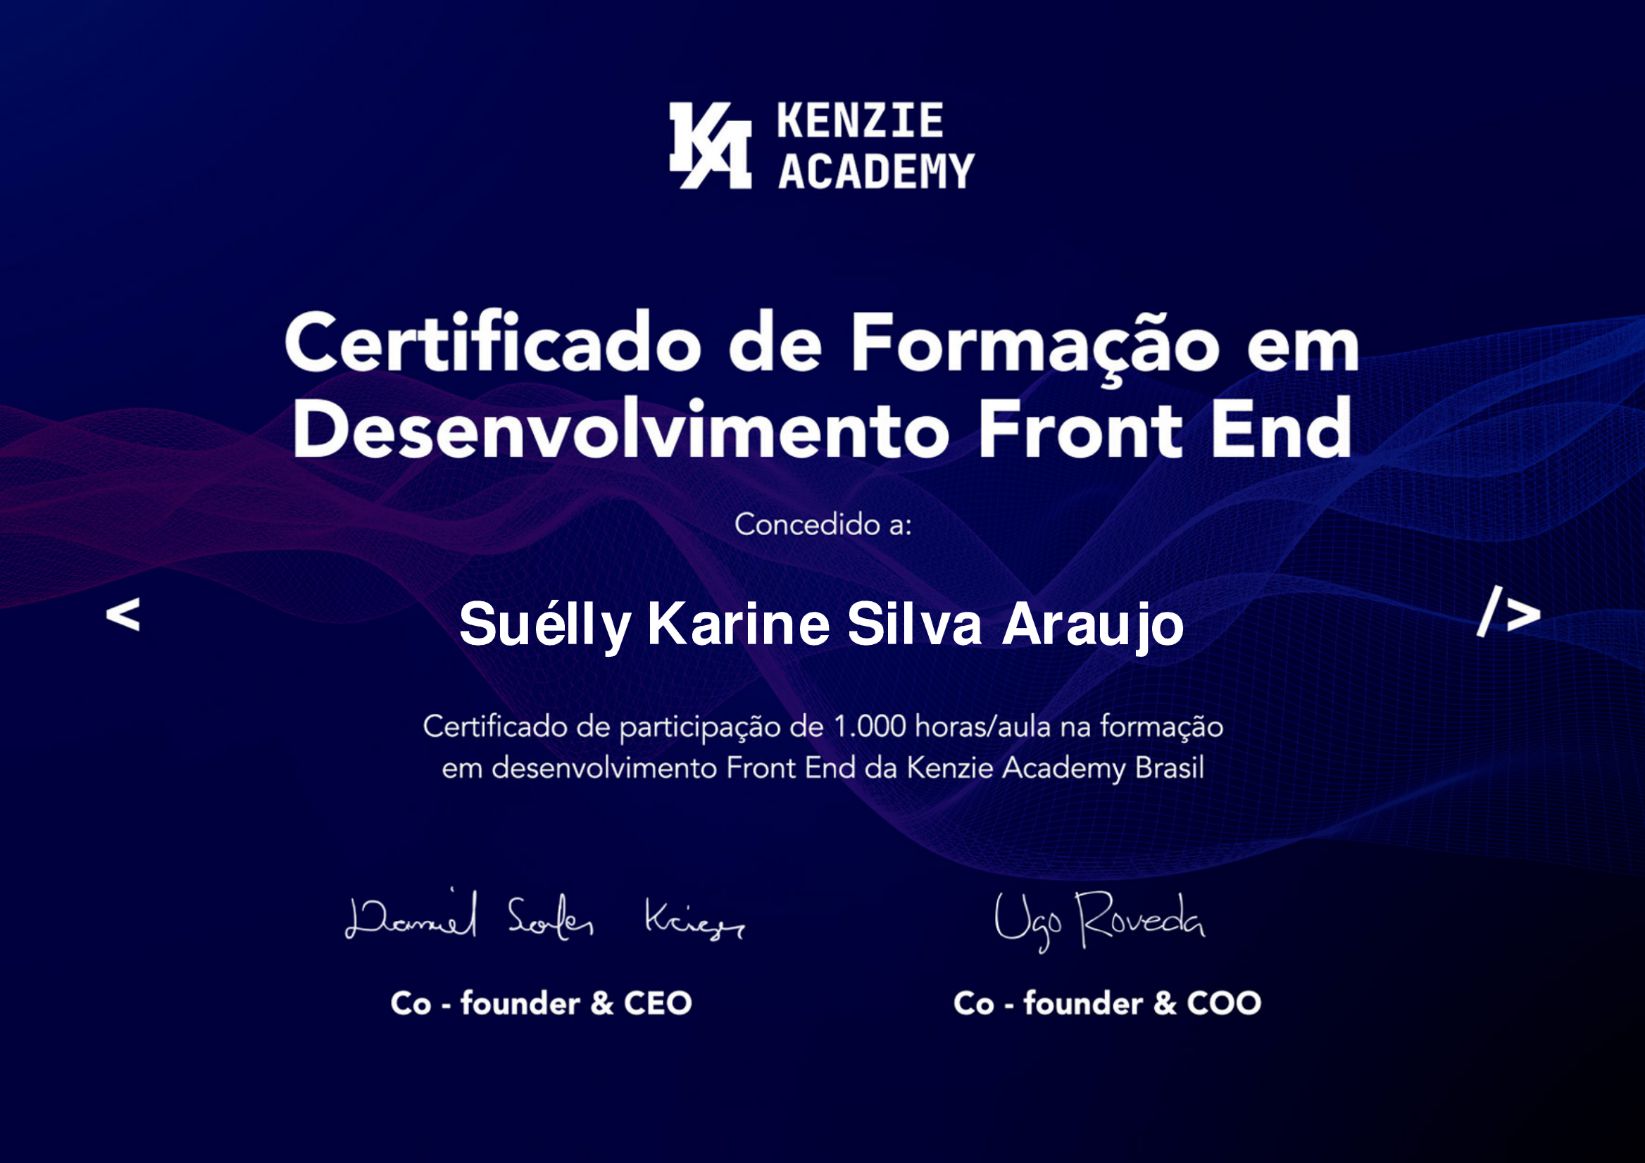 KENZIE
ACADEMY
Certificado de Formação em
Desenvolvimento Front End
Concedido a:
< Suélly Karine Silva Araujo />
Certificado de participação de 1.000 horas/aula na formação
em desenvolvimento Front End da Kenzie Academy Brasil
Daniel Ugo Roveda
Co - founder & CEO Co - founder & COO